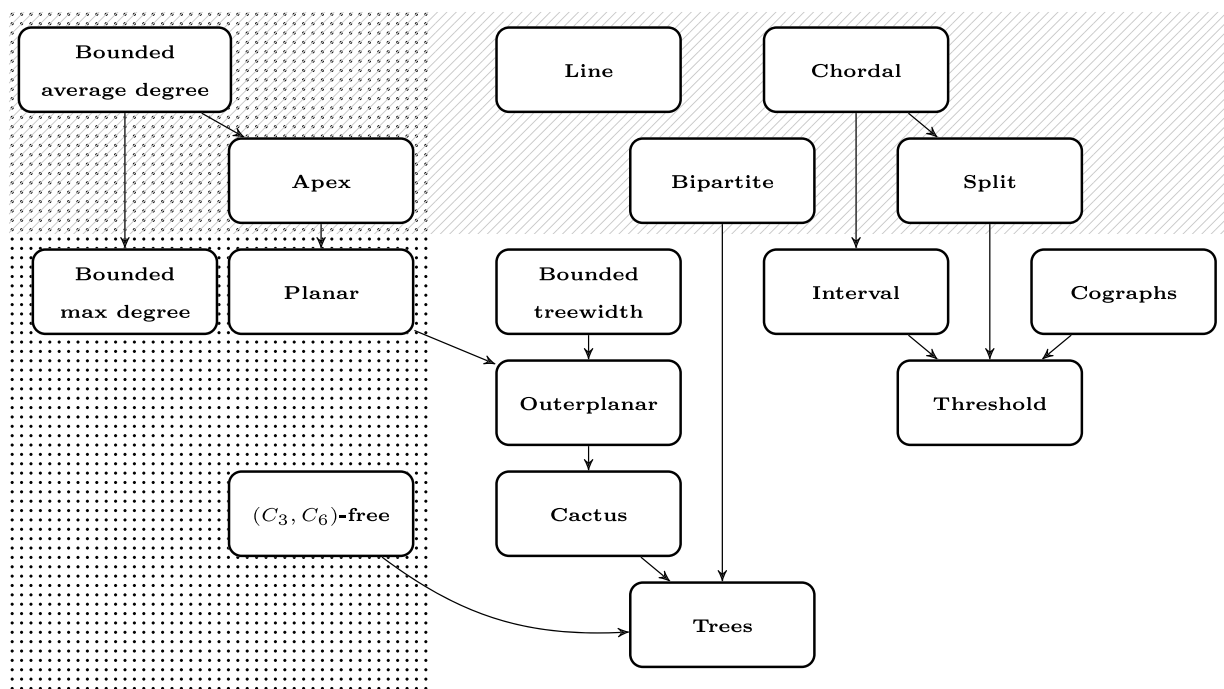 Bounded
average degree
Line
Chordal
Apex
Bipartite
Split
Bounded
max degree
Planar
Bounded
treewidth
Interval
Cographs
Outerplanar
Threshold
(C₃, C₆)-free
Cactus
Trees